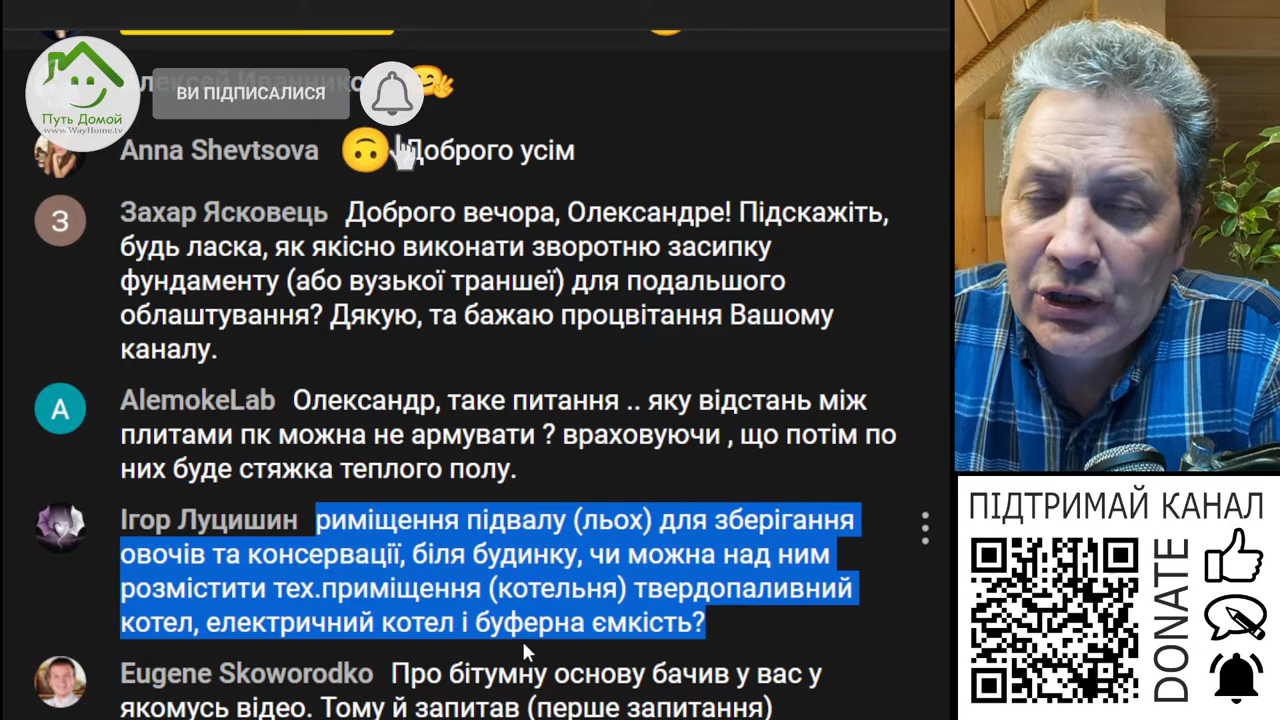 Алексей Иванников
Путь Домой
www.WayHome.tv
ВИ ПІДПИСАЛИСЯ
Anna Shevtsova 🙃 Доброго усім
З
Захар Ясковець Доброго вечора, Олександре! Підскажіть,
будь ласка, як якісно виконати зворотню засипку
фундаменту (або вузької траншеї) для подальшого
облаштування? Дякую, та бажаю процвітання Вашому
каналу.
A
AlemokeLab Олександр, таке питання .. яку відстань між
плитами пк можна не армувати ? враховуючи , що потім по
них буде стяжка теплого полу.
Ігор Луцишин риміщення підвалу (льох) для зберігання
овочів та консервації, біля будинку, чи можна над ним
розмістити тех.приміщення (котельня) твердопаливний
котел, електричний котел і буферна ємкість?
Eugene Skoworodko Про бітумну основу бачив у вас у
якомусь відео. Тому й запитав (перше запитання)
ПІДТРИМАЙ КАНАЛ
DONATE